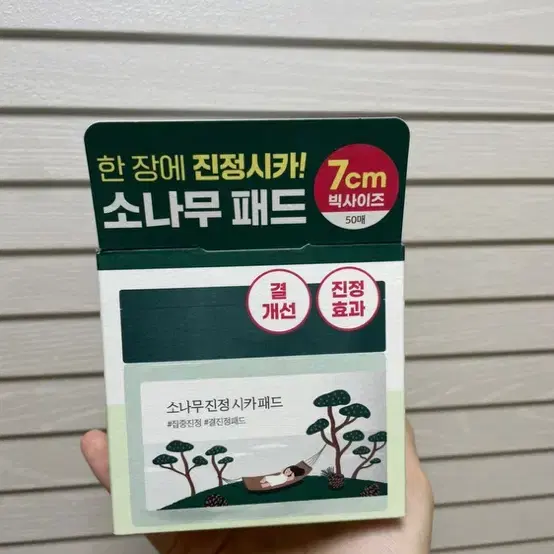 한 장에 진정시카!
소나무 패드
7cm
빅사이즈
50매
결
개선
진정
효과
소나무 진정 시카 패드
#집중진정 #결진정패드